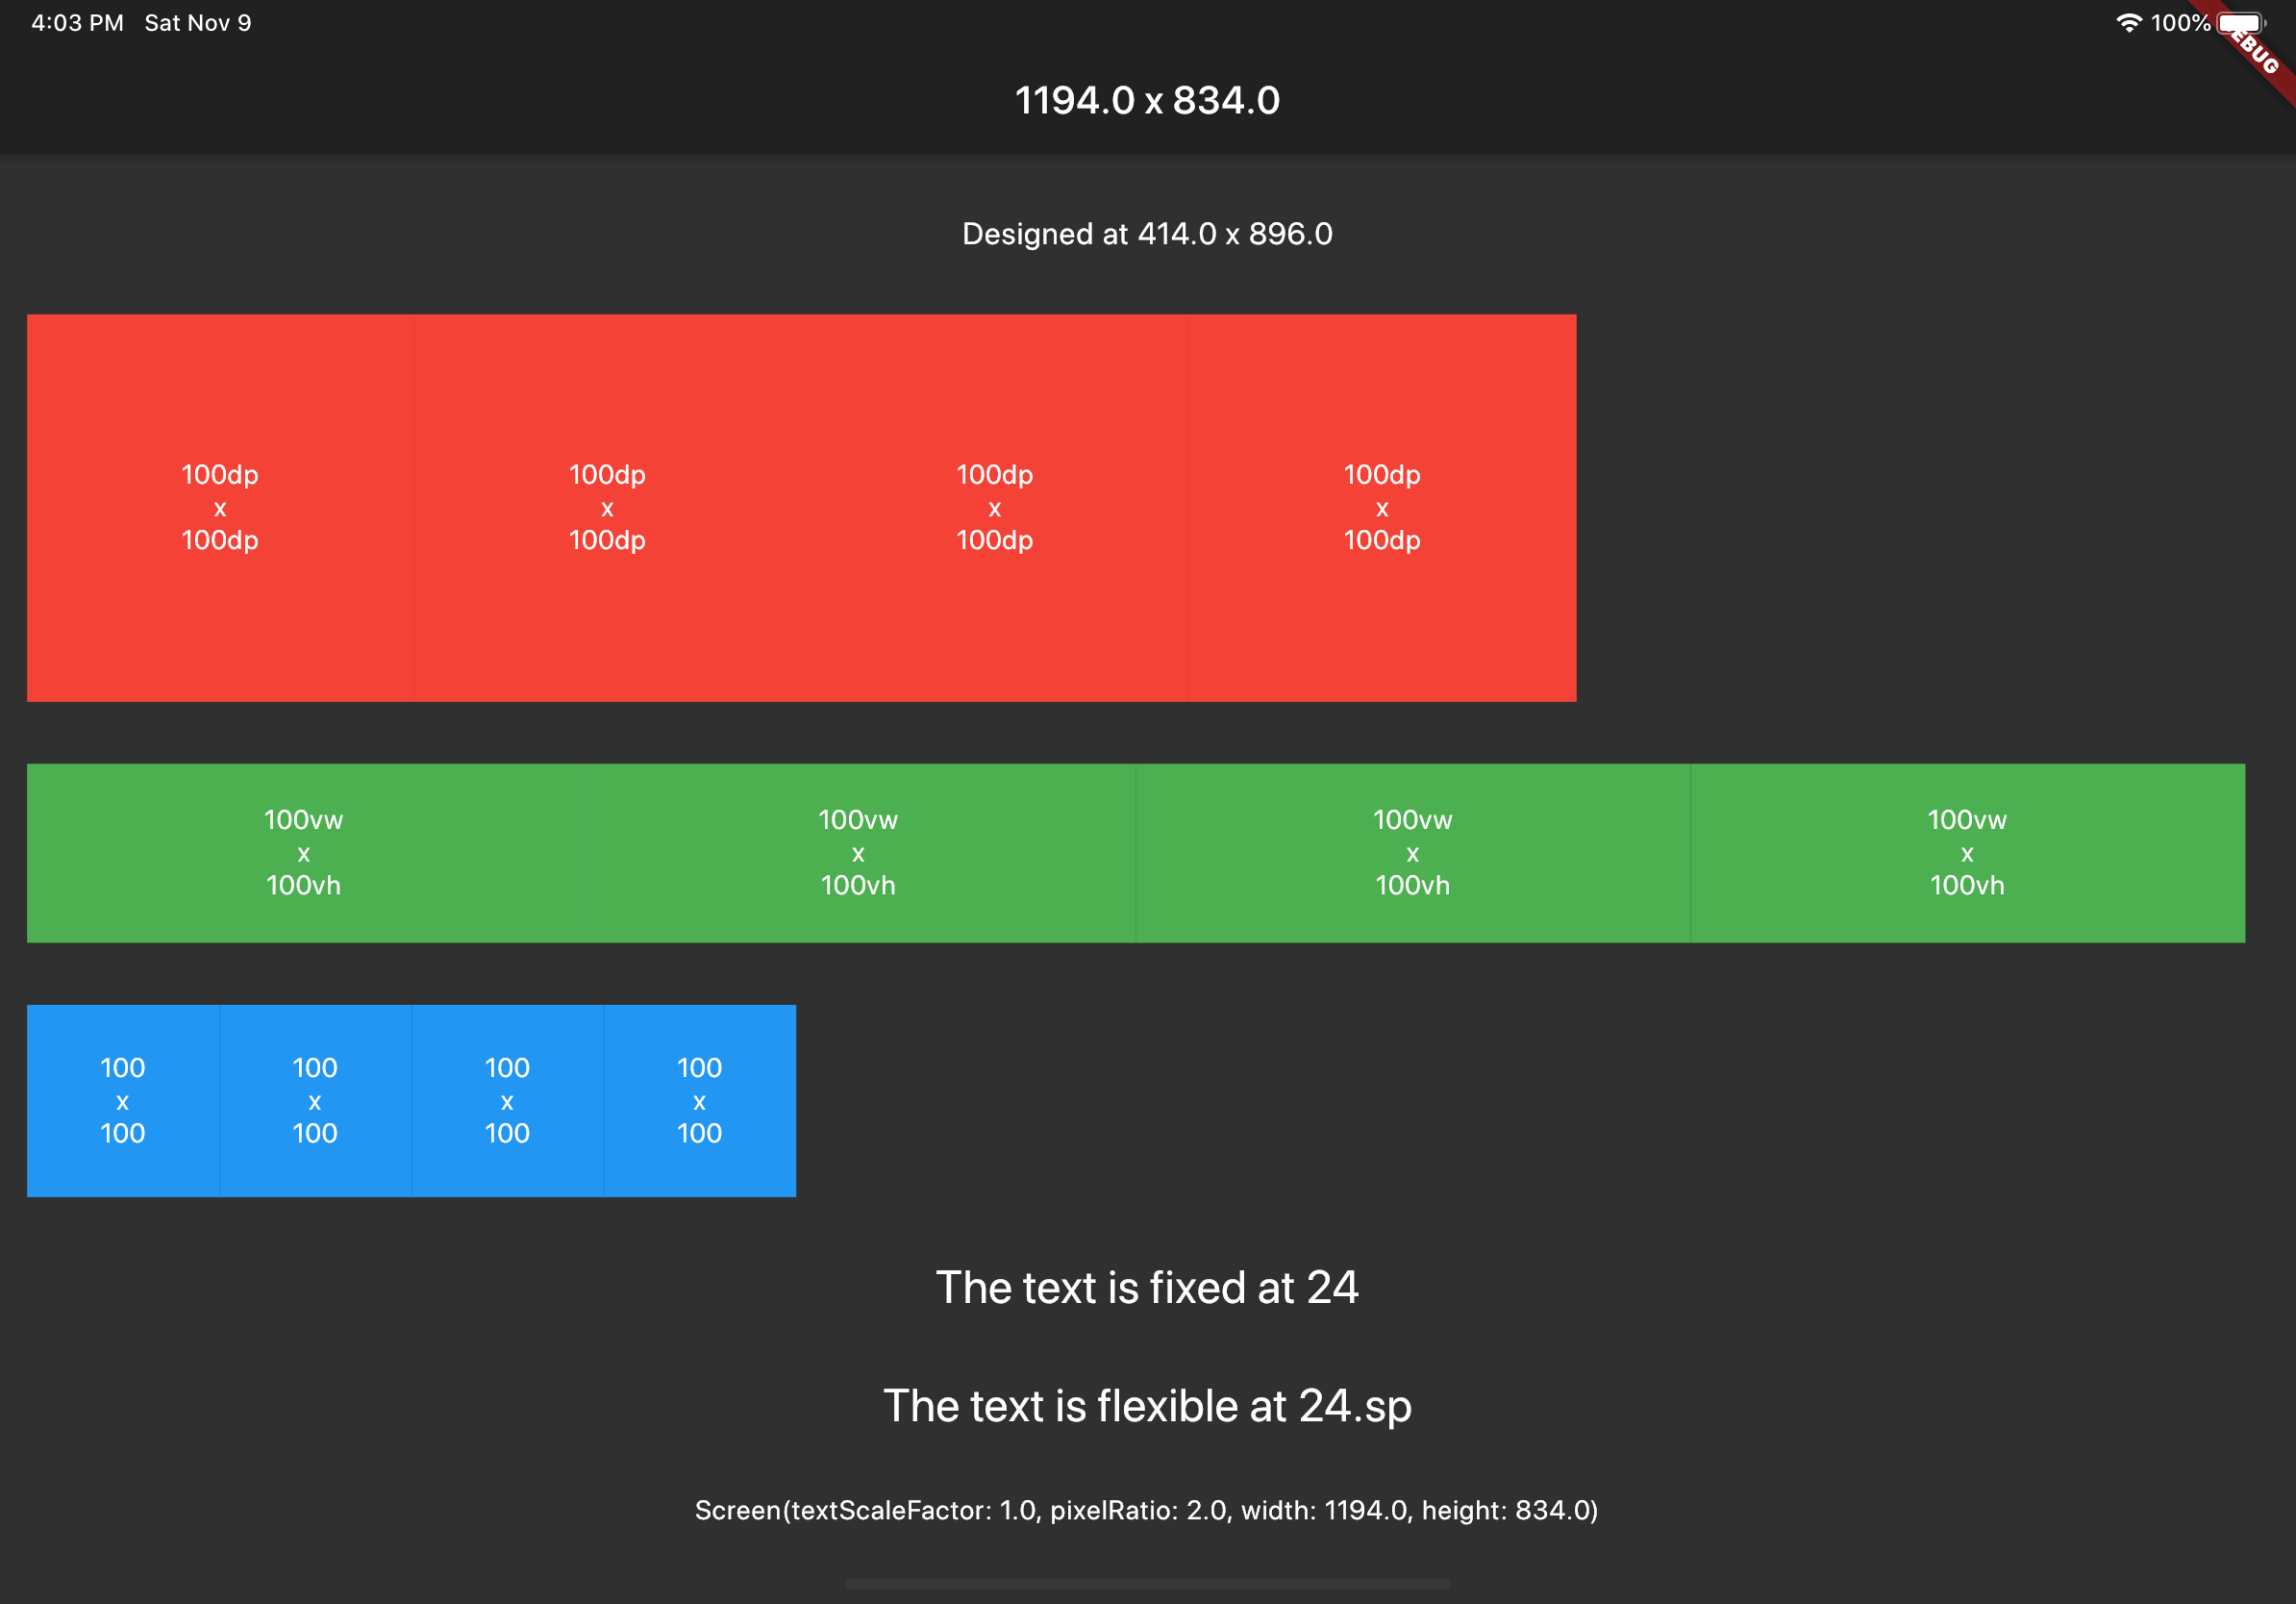 4:03 PM Sat Nov 9 100%
EBUG
1194.0 x 834.0
Designed at 414.0 x 896.0
100dp 100dp 100dp 100dp
x x x x
100dp 100dp 100dp 100dp
100vw 100vw 100vw 100vw
x x x x
100vh 100vh 100vh 100vh
100 100 100 100
x x x x
100 100 100 100
The text is fixed at 24
The text is flexible at 24.sp
Screen(textScaleFactor: 1.0, pixelRatio: 2.0, width: 1194.0, height: 834.0)